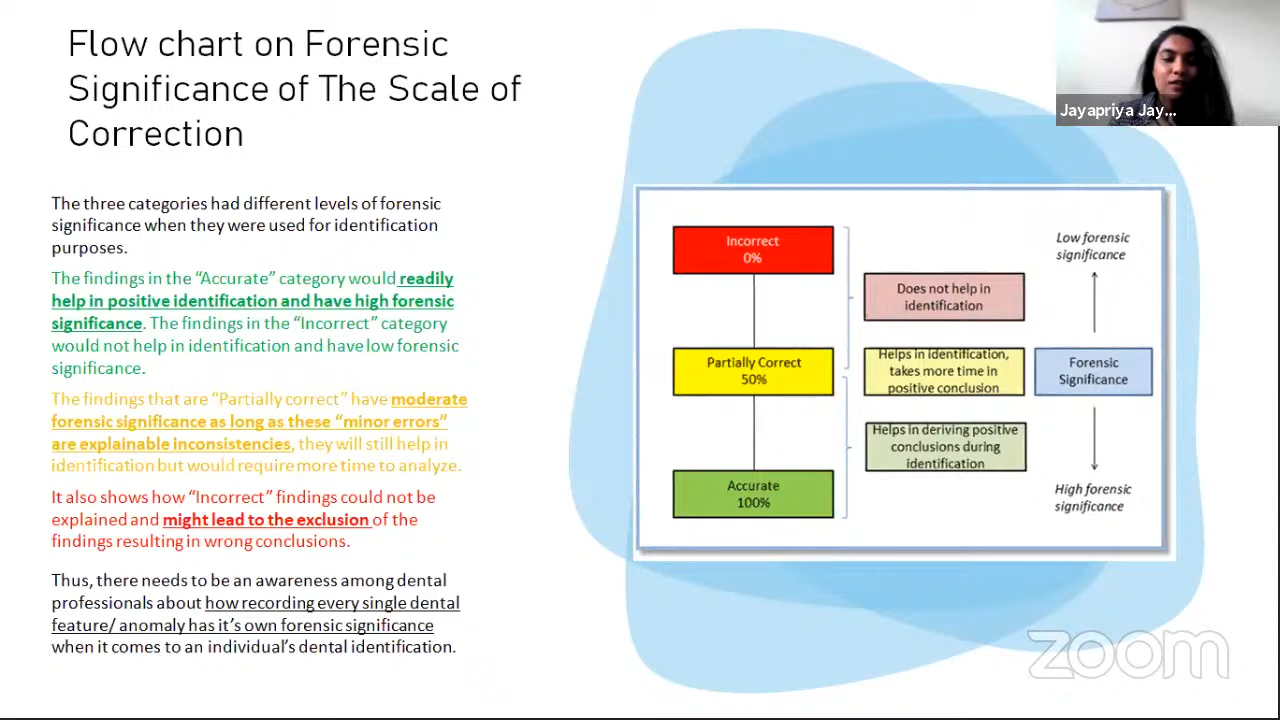 Flow chart on Forensic
Significance of The Scale of
Correction
Jayapriya Jay...
The three categories had different levels of forensic
significance when they were used for identification
purposes.
The findings in the “Accurate” category would readily
help in positive identification and have high forensic
significance. The findings in the “Incorrect” category
would not help in identification and have low forensic
significance.
The findings that are “Partially correct” have moderate
forensic significance as long as these “minor errors”
are explainable inconsistencies, they will still help in
identification but would require more time to analyze.
It also shows how “Incorrect” findings could not be
explained and might lead to the exclusion of the
findings resulting in wrong conclusions.
Thus, there needs to be an awareness among dental
professionals about how recording every single dental
feature/ anomaly has it’s own forensic significance
when it comes to an individual’s dental identification.
Incorrect
0%
Partially Correct
50%
Accurate
100%
Does not help in
identification
Helps in identification,
takes more time in
positive conclusion
Helps in deriving positive
conclusions during
identification
Low forensic
significance
Forensic
Significance
High forensic
significance
zoom